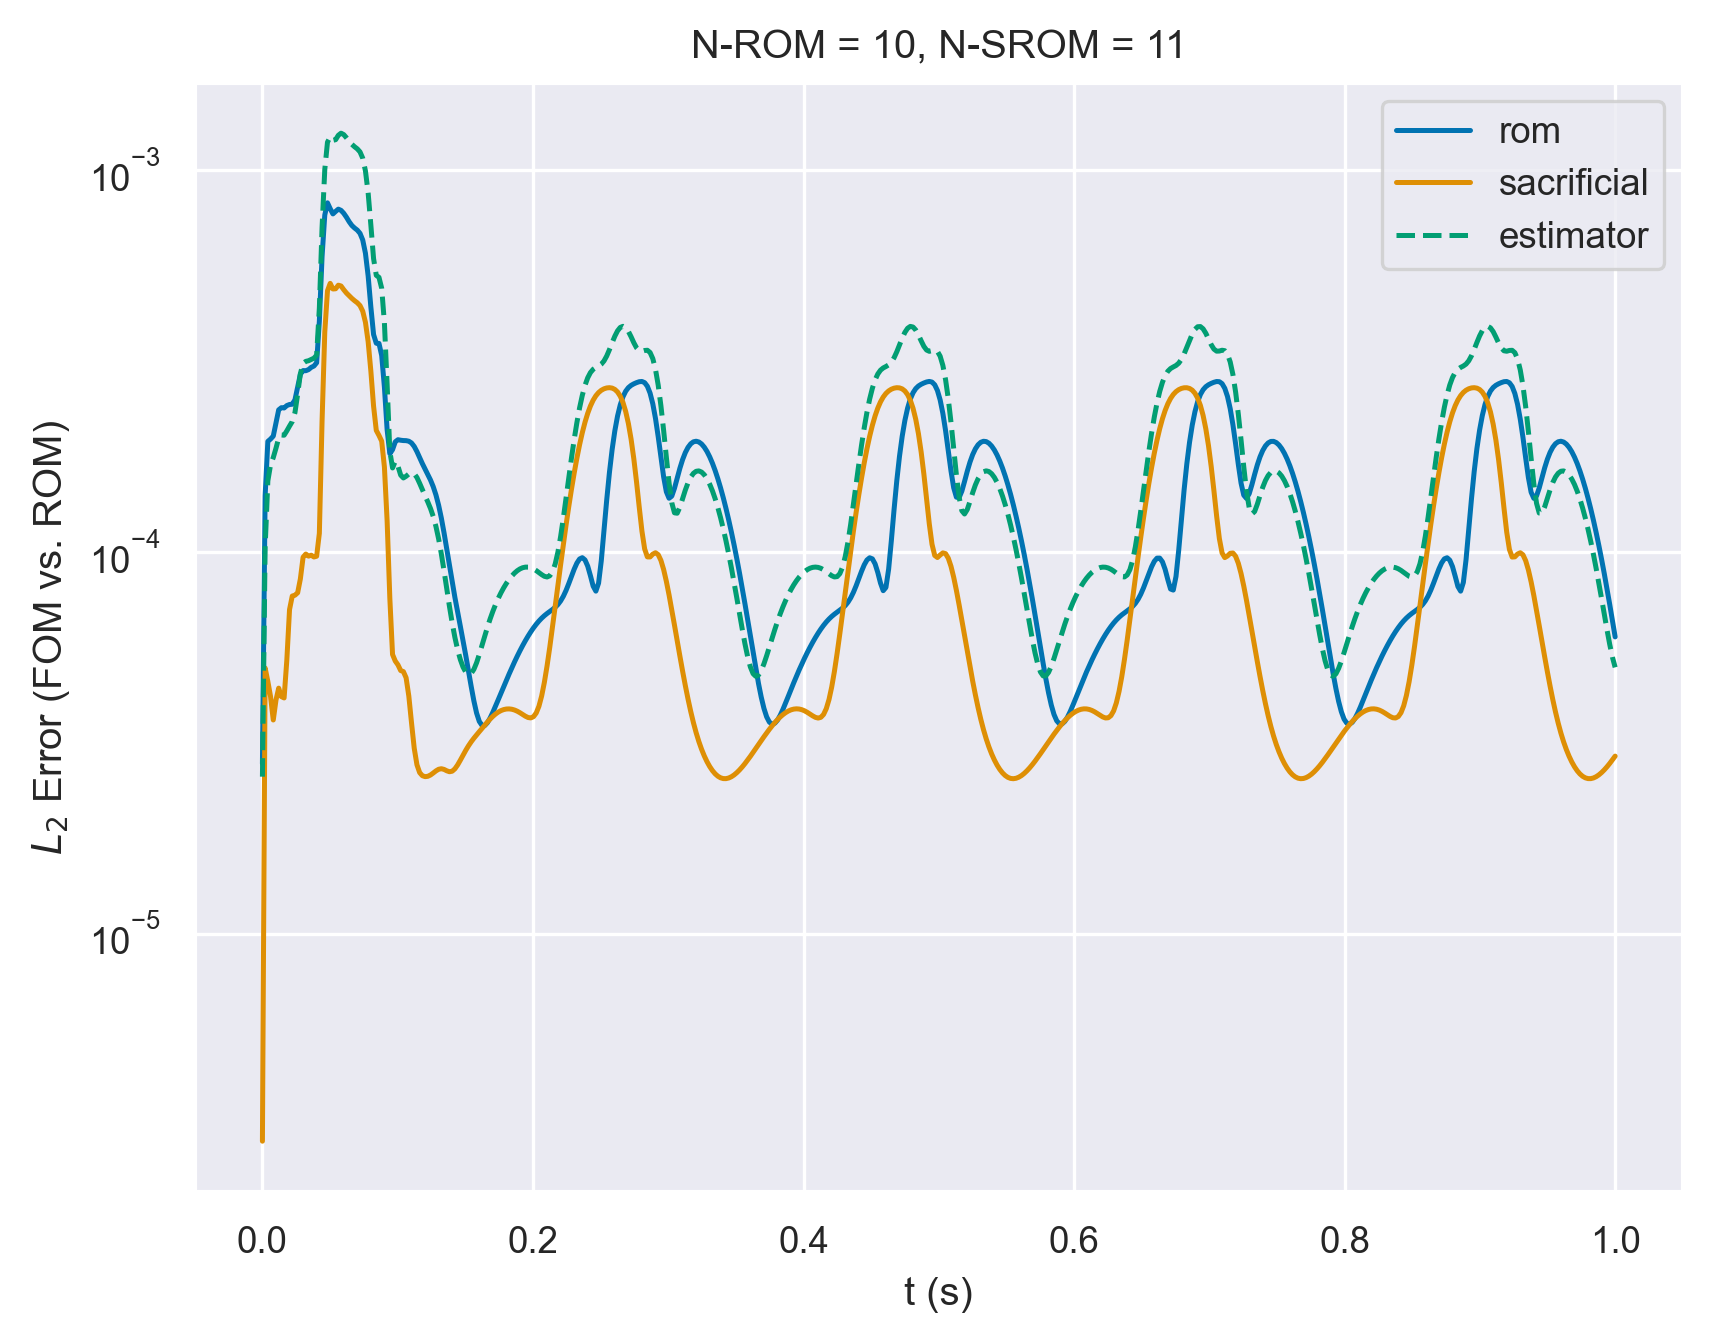 N-ROM = 10, N-SROM = 11
rom
sacrificial
estimator
10⁻³
10⁻⁴
10⁻⁵
L₂ Error (FOM vs. ROM)
0.0 0.2 0.4 0.6 0.8 1.0
t (s)